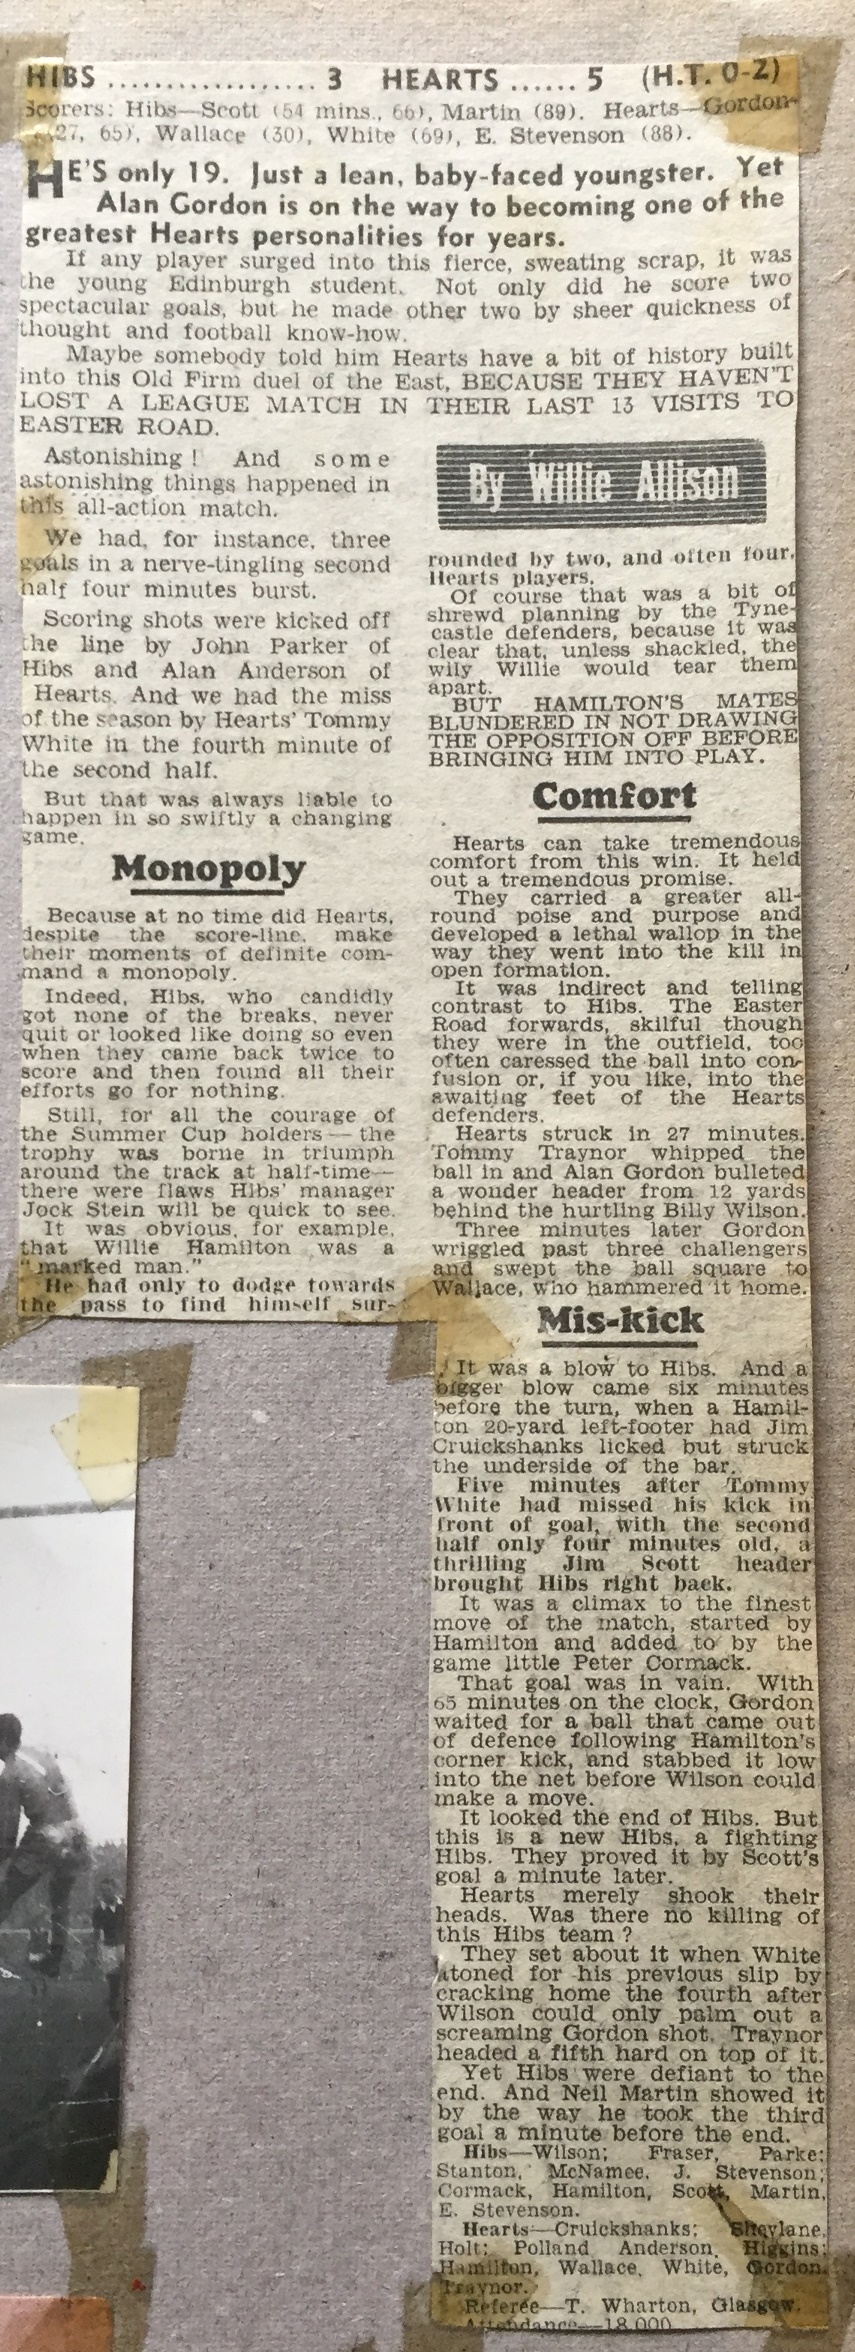 HIBS .................. 3 HEARTS ...... 5 (H.T. 0-2)
Scorers: Hibs—Scott (54 mins., 66), Martin (89). Hearts—Gordon
(27, 65), Wallace (30), White (69), E. Stevenson (88).
HE'S only 19. Just a lean, baby-faced youngster. Yet
Alan Gordon is on the way to becoming one of the
greatest Hearts personalities for years.
If any player surged into this fierce, sweating scrap, it was
the young Edinburgh student. Not only did he score two
spectacular goals, but he made other two by sheer quickness of
thought and football know-how.
Maybe somebody told him Hearts have a bit of history built
into this Old Firm duel of the East, BECAUSE THEY HAVEN'T
LOST A LEAGUE MATCH IN THEIR LAST 13 VISITS TO
EASTER ROAD.
Astonishing! And some
astonishing things happened in
this all-action match.
We had, for instance, three
goals in a nerve-tingling second
half four minutes burst.
Scoring shots were kicked off
the line by John Parker of
Hibs and Alan Anderson of
Hearts. And we had the miss
of the season by Hearts' Tommy
White in the fourth minute of
the second half.
But that was always liable to
happen in so swiftly a changing
game.
Monopoly
Because at no time did Hearts,
despite the score-line, make
their moments of definite com-
mand a monopoly.
Indeed, Hibs, who candidly
got none of the breaks, never
quit or looked like doing so even
when they came back twice to
score and then found all their
efforts go for nothing.
Still, for all the courage of
the Summer Cup holders — the
trophy was borne in triumph
around the track at half-time—
there were flaws Hibs' manager
Jock Stein will be quick to see.
It was obvious, for example,
that Willie Hamilton was a
"marked man."
He had only to dodge towards
the pass to find himself sur-
By Willie Allison
rounded by two, and often four,
Hearts players.
Of course that was a bit of
shrewd planning by the Tyne-
castle defenders, because it was
clear that, unless shackled, the
wily Willie would tear them
apart.
BUT HAMILTON'S MATES
BLUNDERED IN NOT DRAWING
THE OPPOSITION OFF BEFORE
BRINGING HIM INTO PLAY.
Comfort
Hearts can take tremendous
comfort from this win. It held
out a tremendous promise.
They carried a greater all-
round poise and purpose and
developed a lethal wallop in the
way they went into the kill in
open formation.
It was indirect and telling
contrast to Hibs. The Easter
Road forwards, skilful though
they were in the outfield, too
often caressed the ball into con-
fusion or, if you like, into the
awaiting feet of the Hearts
defenders.
Hearts struck in 27 minutes.
Tommy Traynor whipped the
ball in and Alan Gordon bulleted
a wonder header from 12 yards
behind the hurtling Billy Wilson.
Three minutes later Gordon
wriggled past three challengers
and swept the ball square to
Wallace, who hammered it home.
Mis-kick
It was a blow to Hibs. And a
bigger blow came six minutes
before the turn, when a Hamil-
ton 20-yard left-footer had Jim
Cruickshanks licked but struck
the underside of the bar.
Five minutes after Tommy
White had missed his kick in
front of goal, with the second
half only four minutes old, a
thrilling Jim Scott header
brought Hibs right back.
It was a climax to the finest
move of the match, started by
Hamilton and added to by the
game little Peter Cormack.
That goal was in vain. With
65 minutes on the clock, Gordon
waited for a ball that came out
of defence following Hamilton's
corner kick, and stabbed it low
into the net before Wilson could
make a move.
It looked the end of Hibs. But
this is a new Hibs, a fighting
Hibs. They proved it by Scott's
goal a minute later.
Hearts merely shook their
heads. Was there no killing of
this Hibs team?
They set about it when White
atoned for his previous slip by
cracking home the fourth after
Wilson could only palm out a
screaming Gordon shot. Traynor
headed a fifth hard on top of it.
Yet Hibs were defiant to the
end. And Neil Martin showed it
by the way he took the third
goal a minute before the end.
Hibs—Wilson; Fraser, Parke;
Stanton, McNamee, J. Stevenson;
Cormack, Hamilton, Scott, Martin,
E. Stevenson.
Hearts—Cruickshanks; Shevlane,
Holt; Polland Anderson, Higgins;
Hamilton, Wallace, White, Gordon,
Traynor.
Referee—T. Wharton, Glasgow.
Attendance—18,000